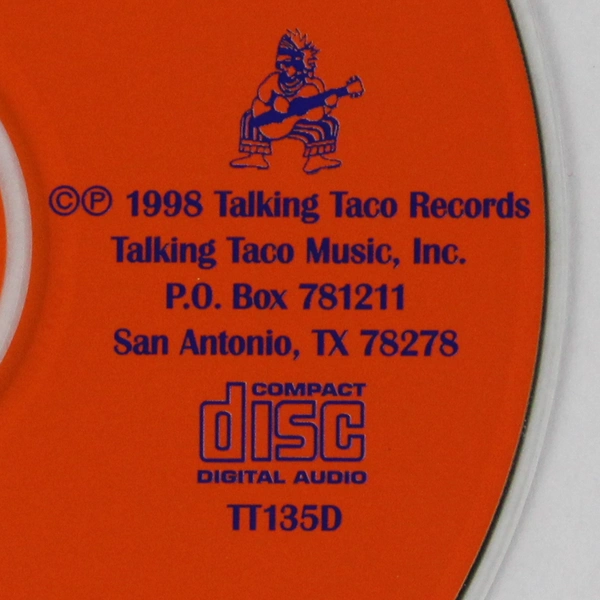 ©℗ 1998 Talking Taco Records
Talking Taco Music, Inc.
P.O. Box 781211
San Antonio, TX 78278
COMPACT
disc
DIGITAL AUDIO
TT135D